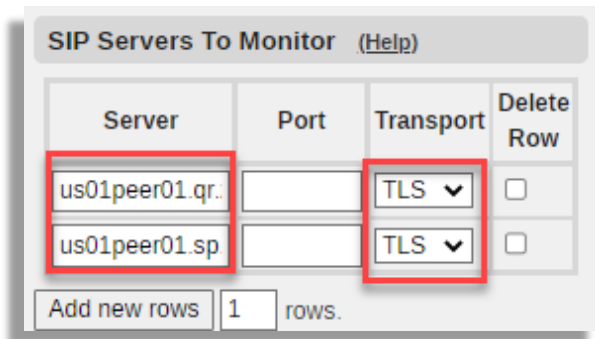 SIP Servers To Monitor (Help)
Server Port Transport Delete Row
us01peer01.qr. TLS
us01peer01.sp TLS
Add new rows 1 rows.